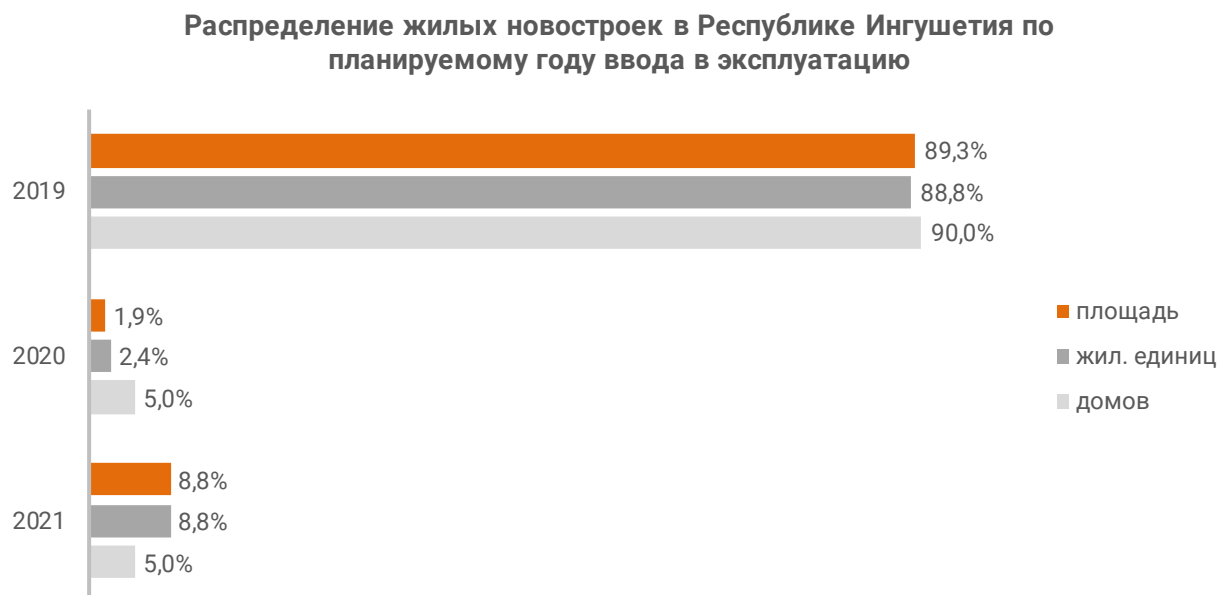 Распределение жилых новостроек в Республике Ингушетия по
планируемому году ввода в эксплуатацию
2019
89,3%
88,8%
90,0%
2020
1,9%
2,4%
5,0%
2021
8,8%
8,8%
5,0%
площадь
жил. единиц
домов